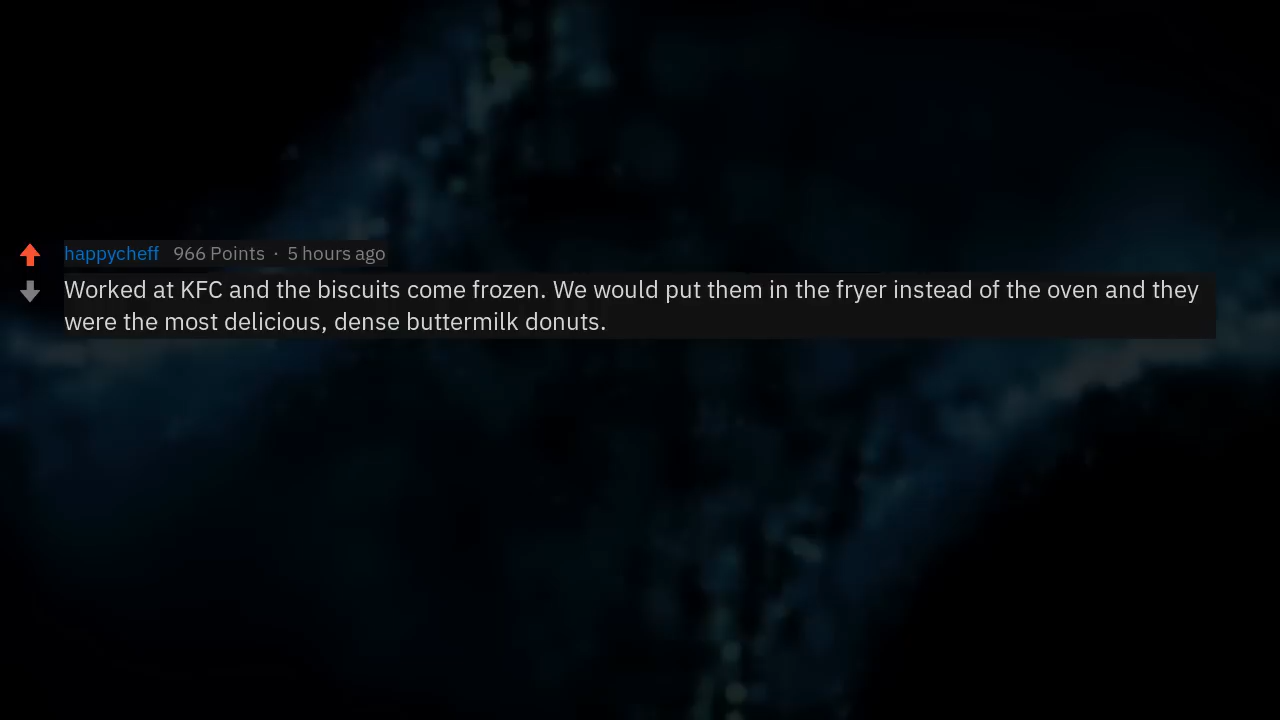 happycheff 966 Points · 5 hours ago
Worked at KFC and the biscuits come frozen. We would put them in the fryer instead of the oven and they
were the most delicious, dense buttermilk donuts.